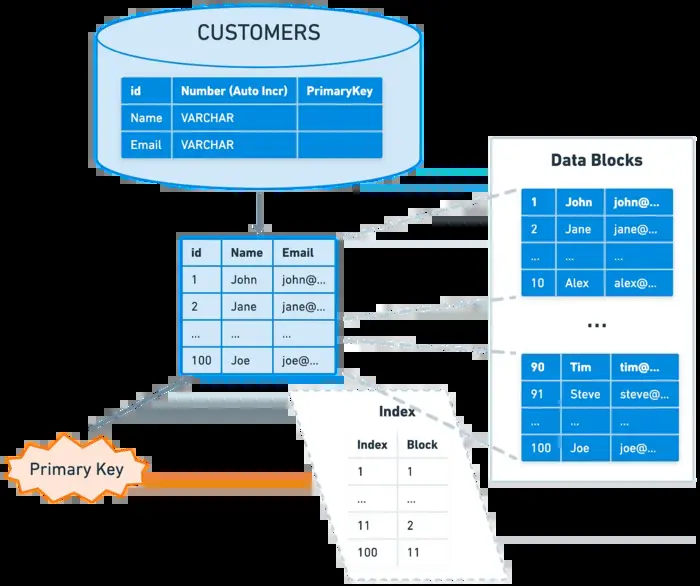 CUSTOMERS
id Number (Auto Incr) PrimaryKey
Name VARCHAR
Email VARCHAR
Data Blocks
1 John john@...
2 Jane jane@...
... ... ...
10 Alex alex@...
...
90 Tim tim@...
91 Steve steve@...
... ... ...
100 Joe joe@...
id Name Email
1 John john@...
2 Jane jane@...
... ... ...
100 Joe joe@...
Primary Key
Index
Index Block
1 1
... ...
11 2
100 11